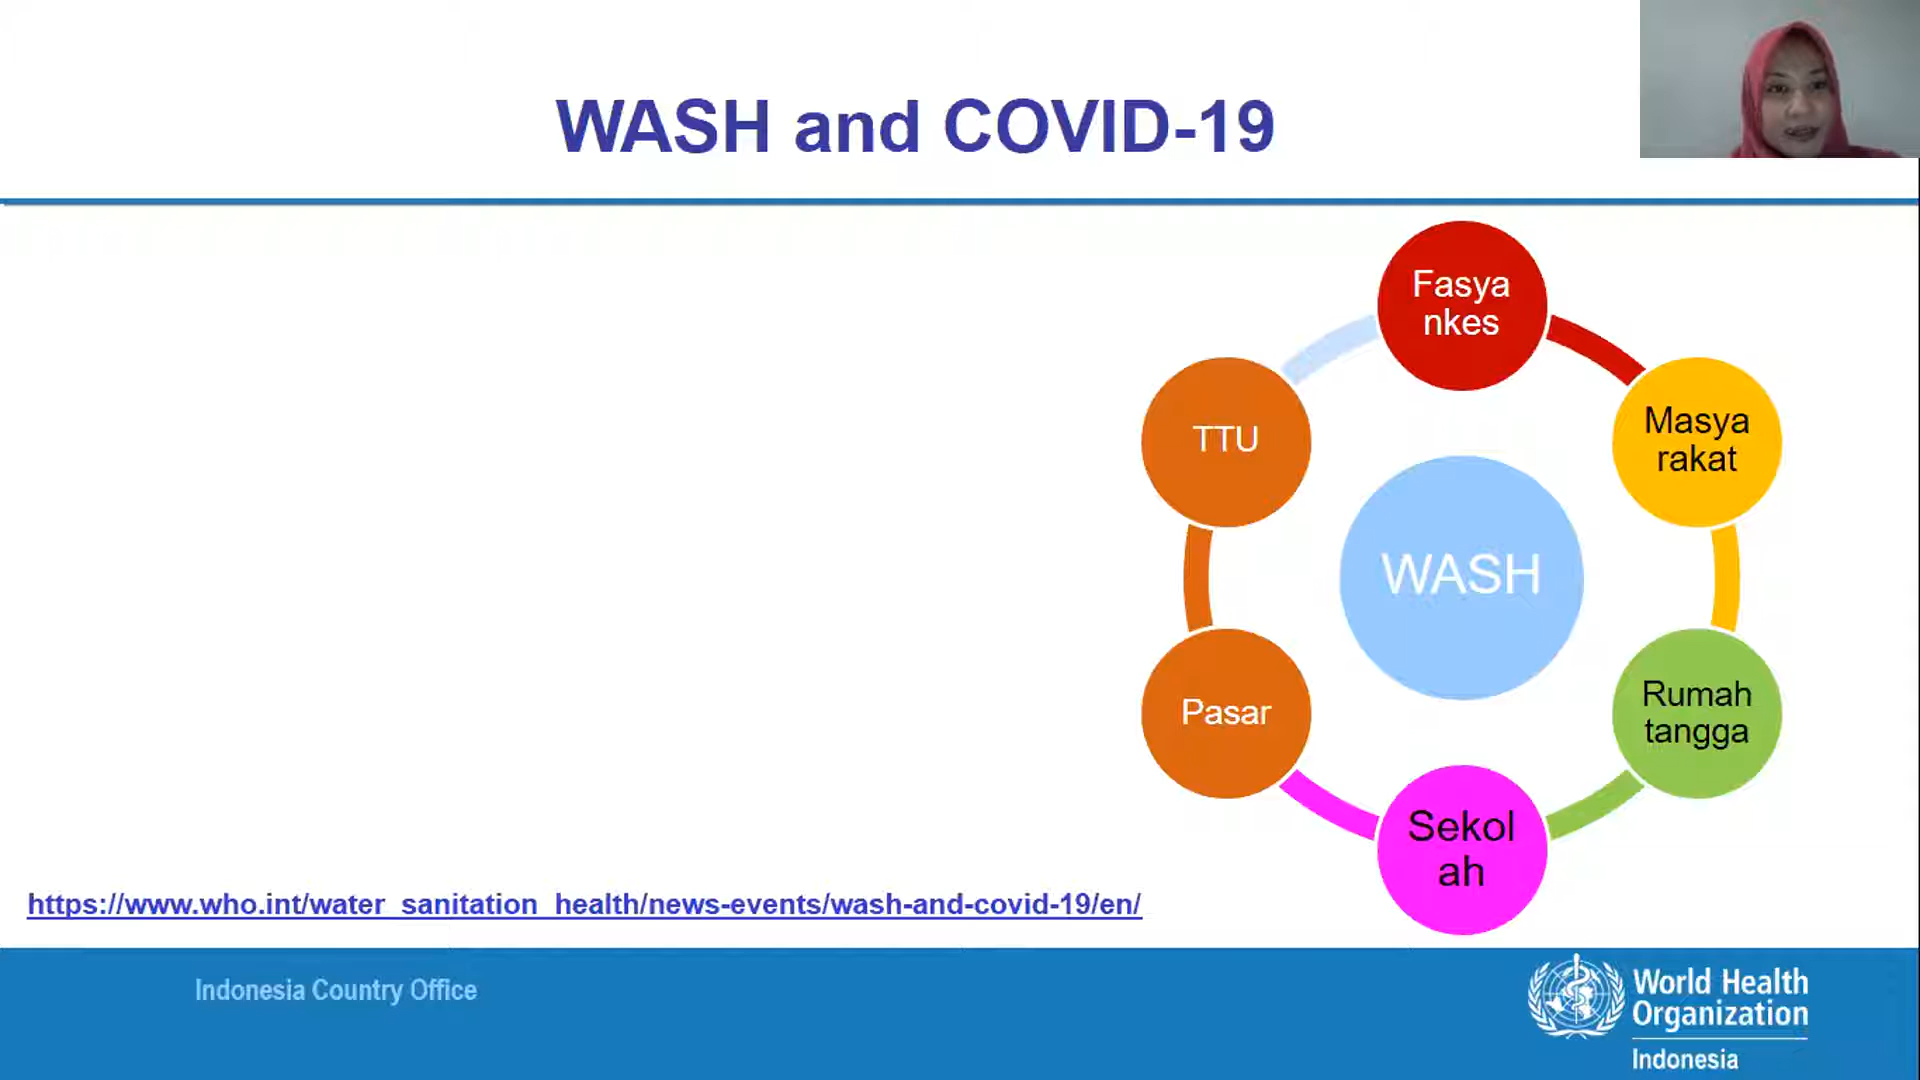 WASH and COVID-19
Fasya
nkes
Masya
rakat
Rumah
tangga
Sekol
ah
Pasar
TTU
WASH
https://www.who.int/water_sanitation_health/news-events/wash-and-covid-19/en/
Indonesia Country Office
World Health
Organization
Indonesia